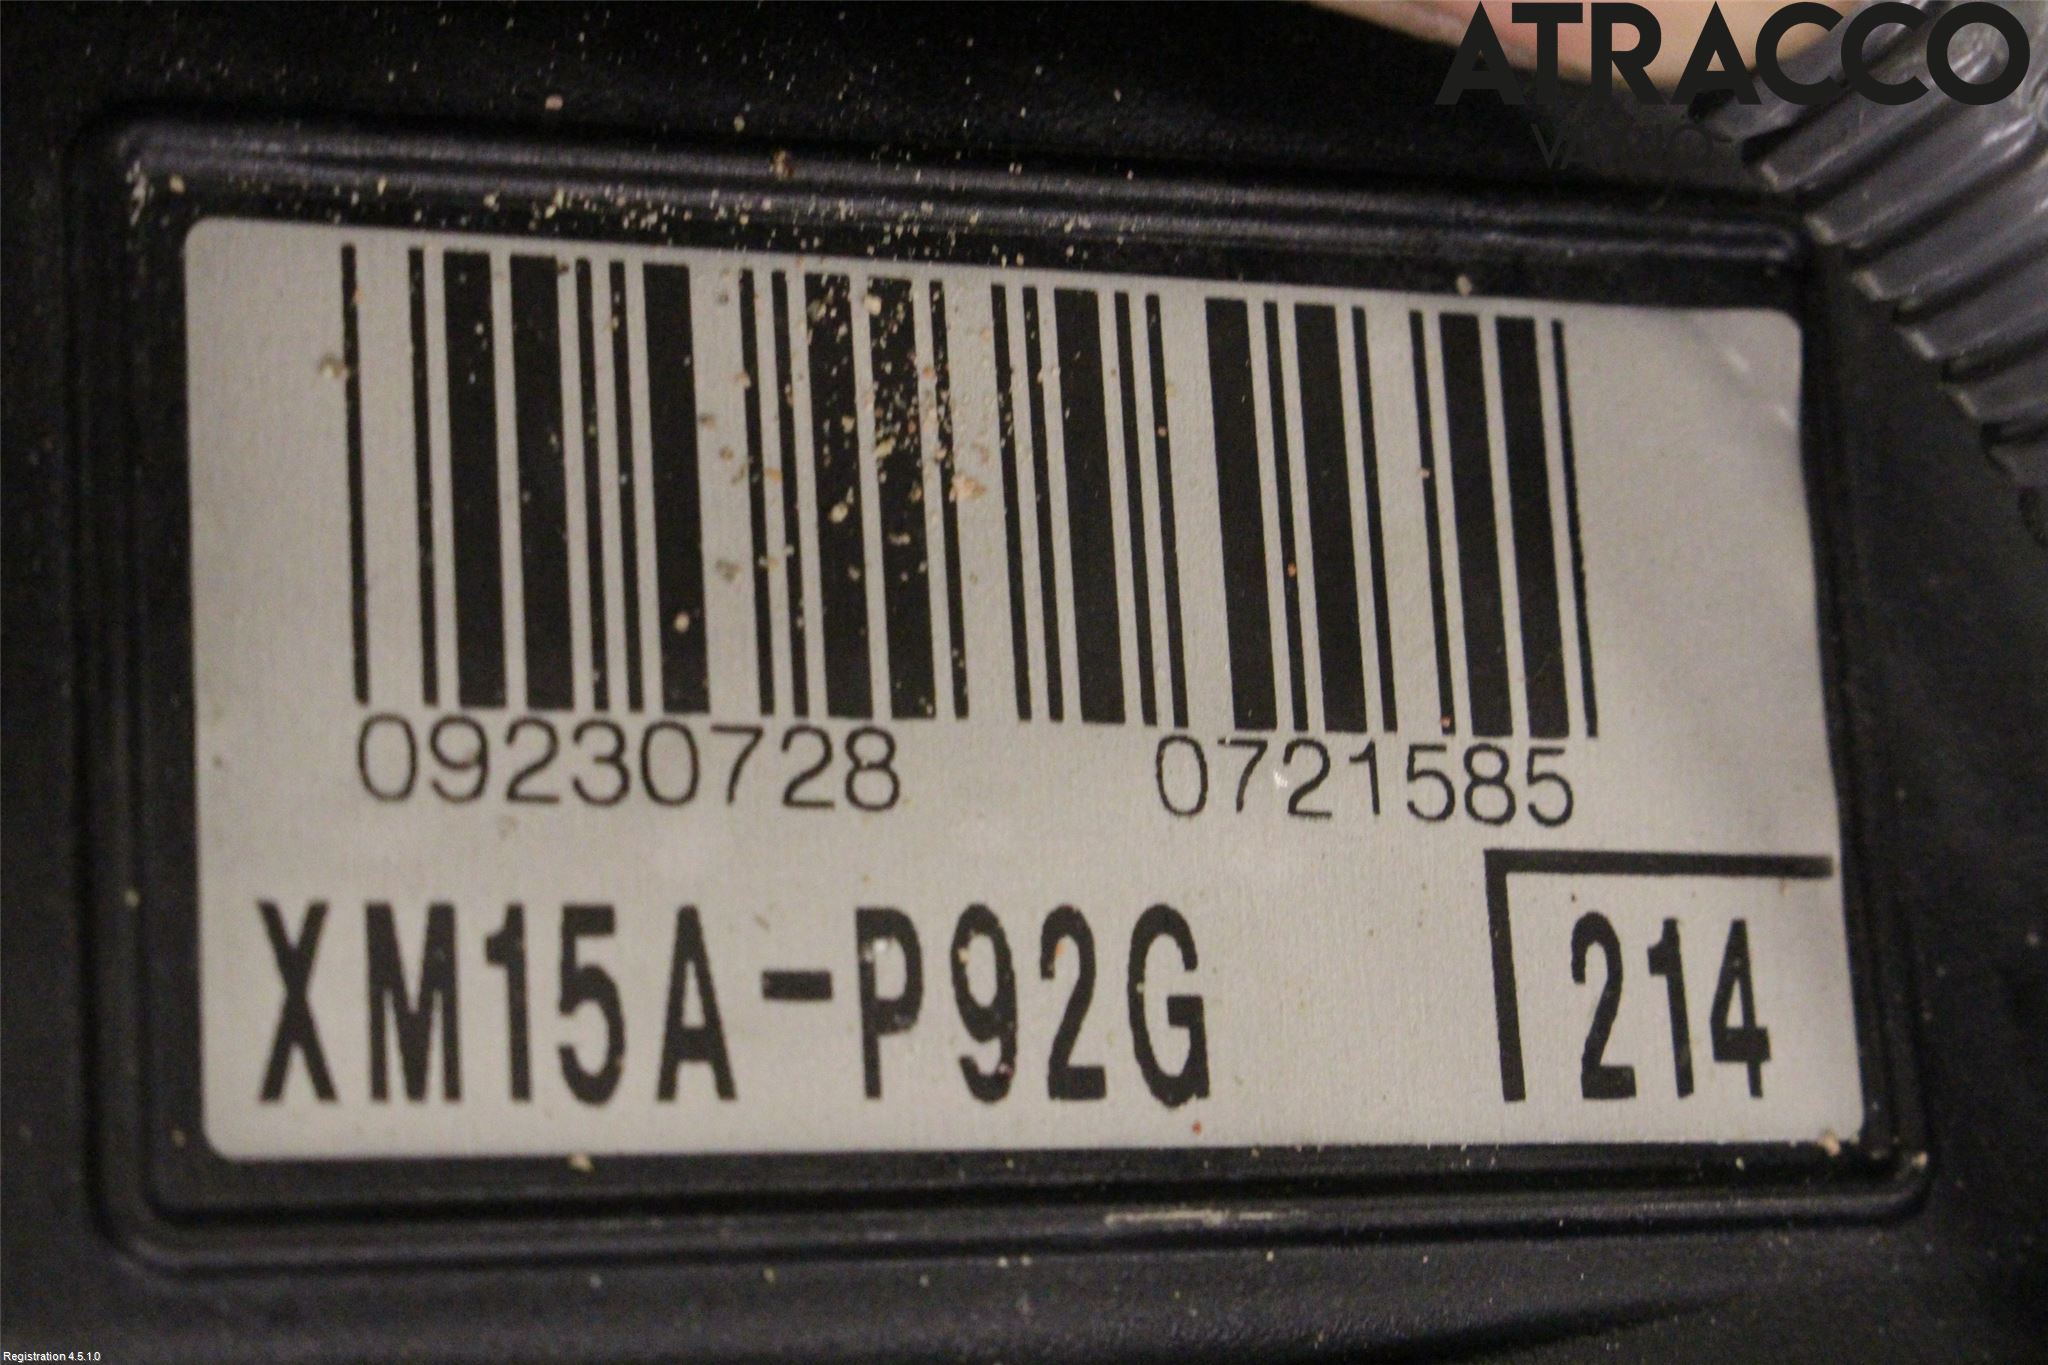 ATRACCO
09230728 0721585
XM15A-P92G 214
Registration 4.5.1.0